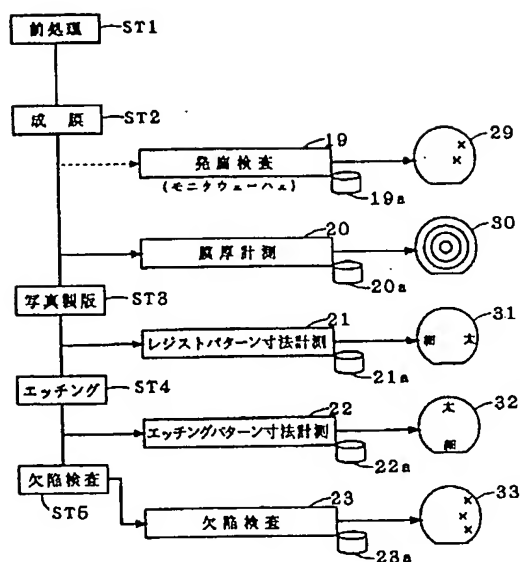 前処理 ST1
成膜 ST2
19 29
発塵検査
(モニタウェーハ)
19a
20 30
膜厚計測
20a
写真製版 ST3
21 31
レジストパターン寸法計測 細 太
21a
エッチング ST4
22 32
エッチングパターン寸法計測 太
細
22a
欠陥検査
ST5
23 33
欠陥検査
23a